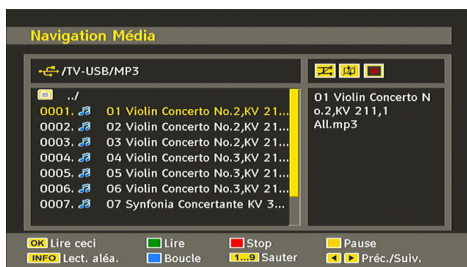 Navigation Média
/TV-USB/MP3
../
0001. 01 Violin Concerto No.2,KV 21...
0002. 02 Violin Concerto No.2,KV 21...
0003. 03 Violin Concerto No.2,KV 21...
0004. 04 Violin Concerto No.3,KV 21...
0005. 05 Violin Concerto No.3,KV 21...
0006. 06 Violin Concerto No.3,KV 21...
0007. 07 Synfonia Concertante KV 3...
01 Violin Concerto N
o.2,KV 211,1
All.mp3
OK Lire ceci Lire Stop Pause
INFO Lect. aléa. Boucle 1...9 Sauter Préc./Suiv.